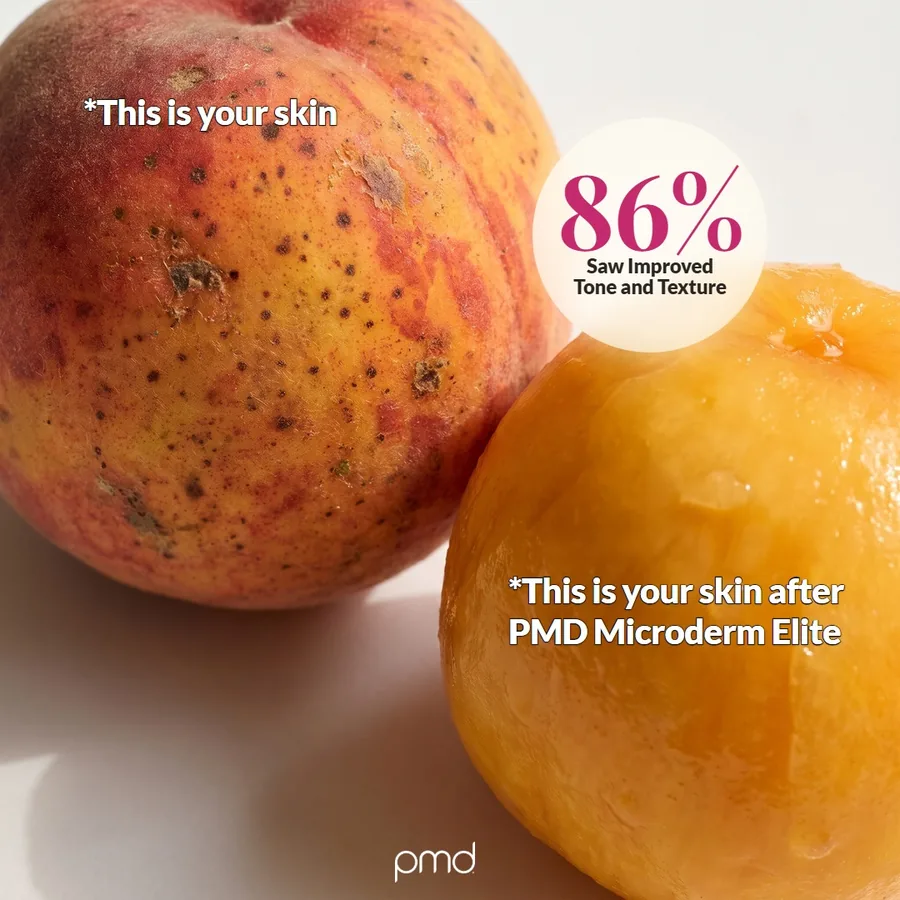 *This is your skin
86%
Saw Improved
Tone and Texture
*This is your skin after
PMD Microderm Elite
pmd